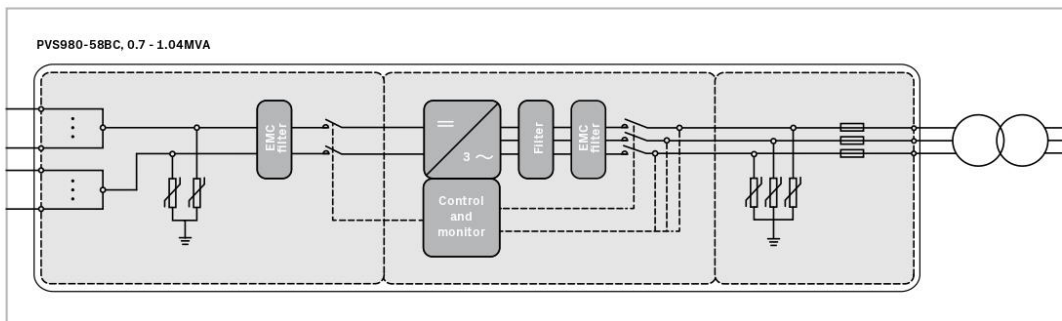 PVS980-58BC, 0.7 - 1.04MVA
EMC
filter
3
Filter
EMC
filter
Control
and
monitor